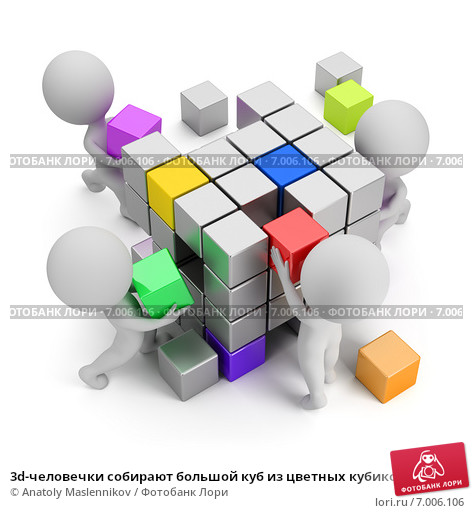 ФОТОБАНК ЛОРИ / 7.006.106 / ФОТОБАНК ЛОРИ / 7.006.106 / ФОТОБАНК ЛОРИ / 7.006
ФОТОБАНК ЛОРИ / 7.006.106 / ФОТОБАНК ЛОРИ / 7.006.106 / ФОТОБАНК ЛОРИ / 7.006
3d-человечки собирают большой куб из цветных кубико
© Anatoly Maslennikov / Фотобанк Лори
ФОТОБАНК ЛОРИ
lori.ru / 7.006.106